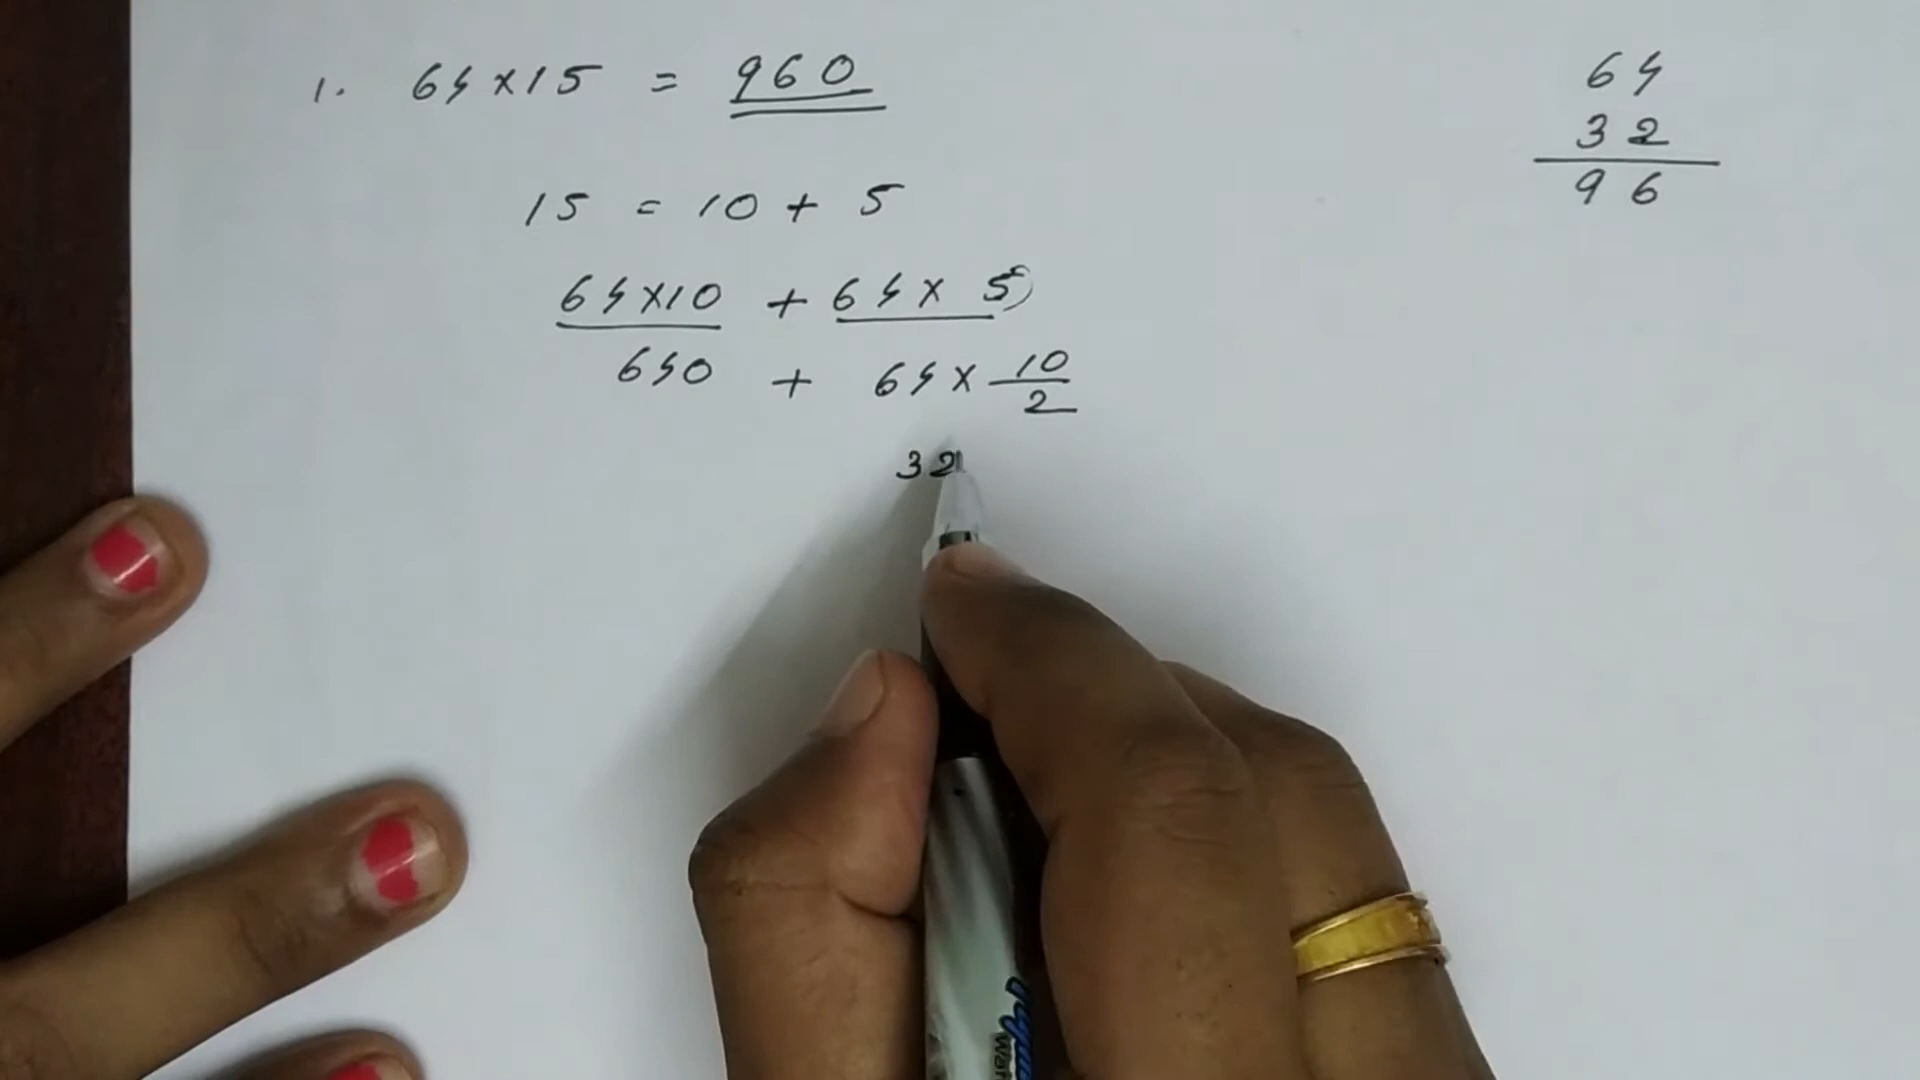 1. 64 x 15 = 960
15 = 10 + 5
64 x 10 + 64 x 5
640 + 64 x 10/2
32
64
32
96